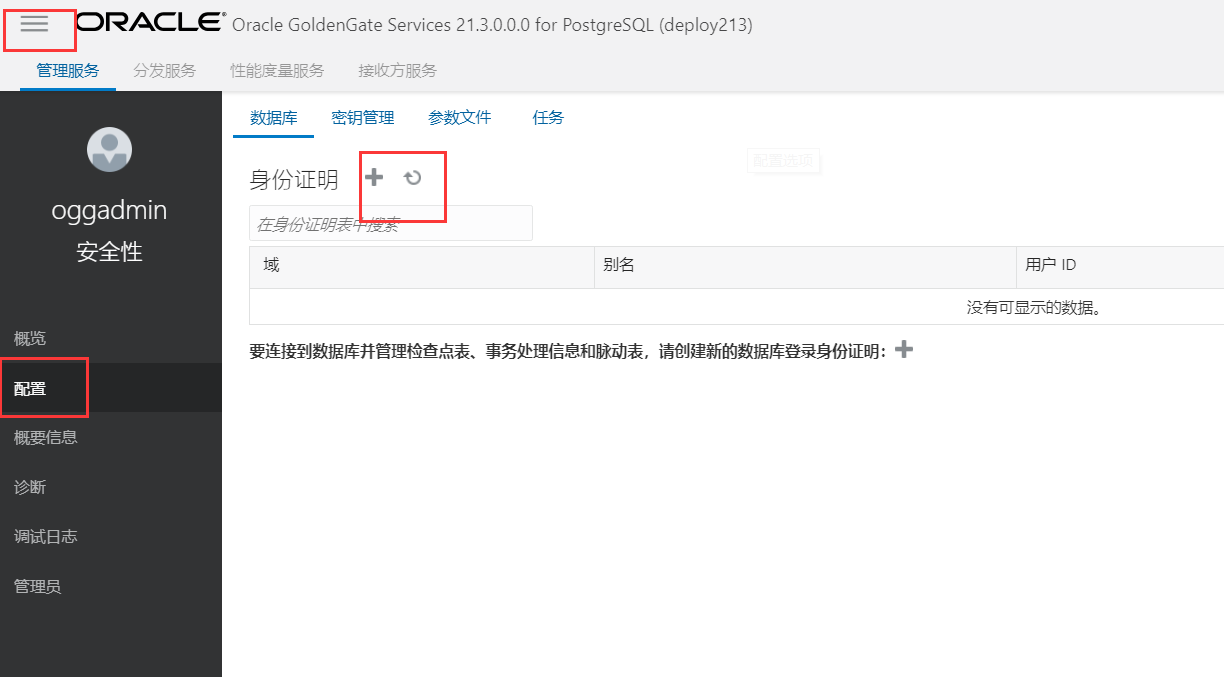 ORACLE® Oracle GoldenGate Services 21.3.0.0.0 for PostgreSQL (deploy213)
管理服务 分发服务 性能度量服务 接收方服务
oggadmin
安全性
概览
配置
概要信息
诊断
调试日志
管理员
数据库 密钥管理 参数文件 任务
配置选项
身份证明
在身份证明表中搜索
域 别名 用户 ID
没有可显示的数据。
要连接到数据库并管理检查点表、事务处理信息和脉动表，请创建新的数据库登录身份证明：